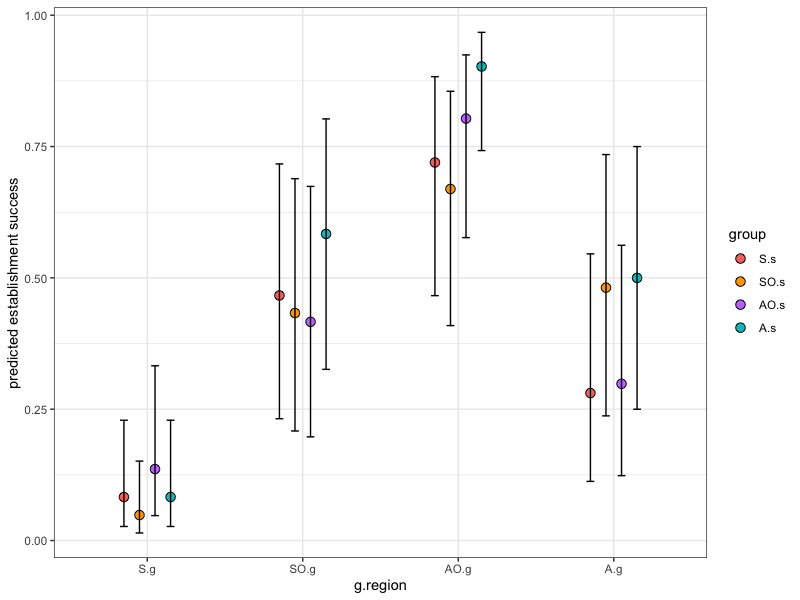 1.00
0.75
0.50
0.25
0.00
predicted establishment success
S.g
SO.g
AO.g
A.g
g.region
group
S.s
SO.s
AO.s
A.s